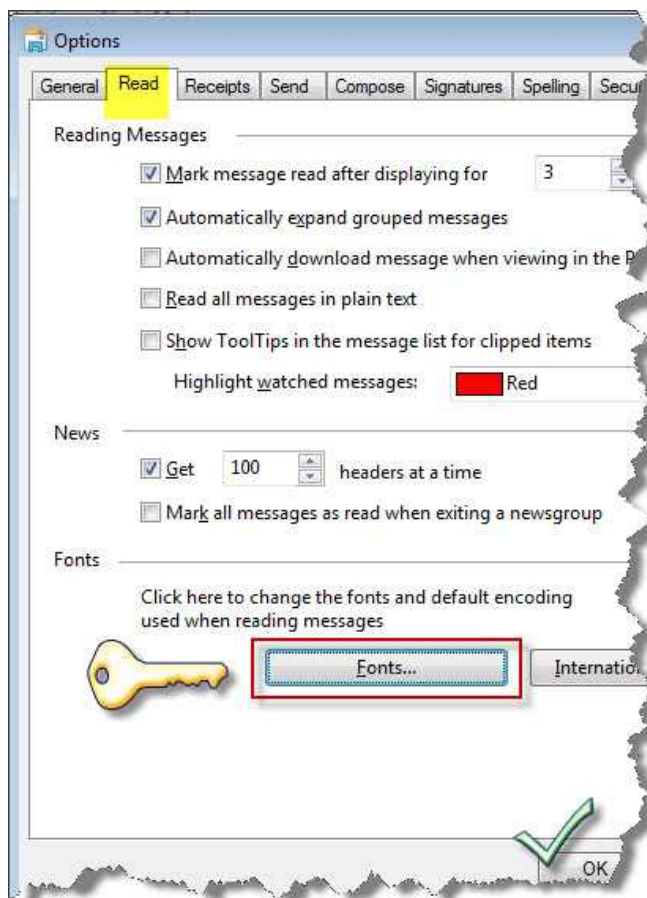 Options
General Read Receipts Send Compose Signatures Spelling
Reading Messages
Mark message read after displaying for 3
Automatically expand grouped messages
Automatically download message when viewing in the
Read all messages in plain text
Show ToolTips in the message list for clipped items
Highlight watched messages: Red
News
Get 100 headers at a time
Mark all messages as read when exiting a newsgroup
Fonts
Click here to change the fonts and default encoding
used when reading messages
Fonts...
OK